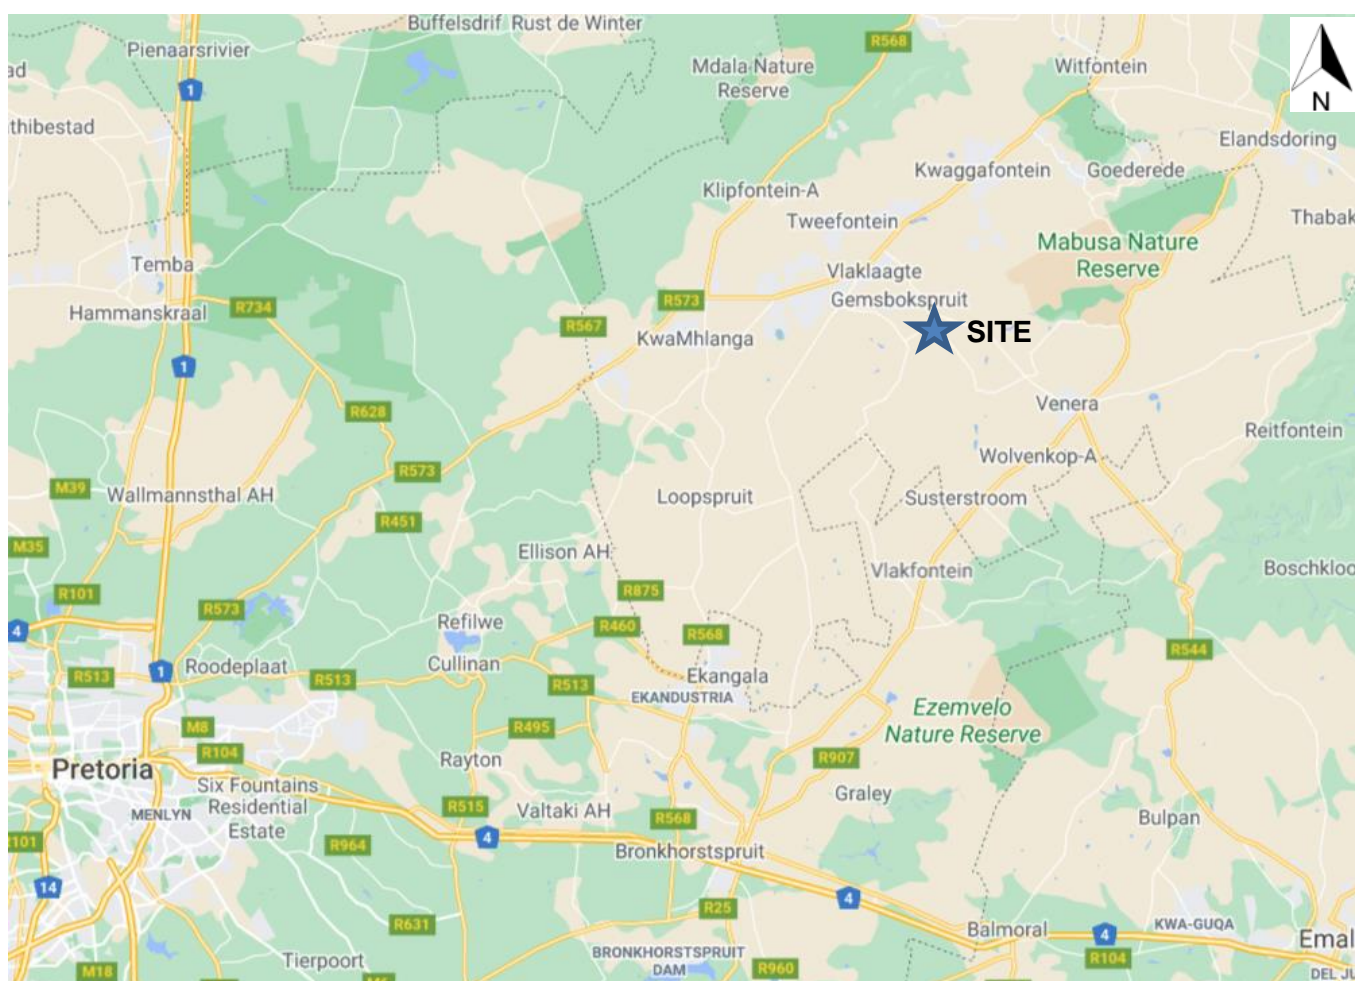 Buffelsdrif
Rust de Winter
Pienaarsrivier
R568
Mdala Nature
Reserve
Witfontein
N
ad
1
thibestad
Elandsdoring
Kwaggafontein
Goederede
Klipfontein-A
Tweefontein
Thabak
Mabusa Nature
Reserve
Temba
Vlaklaagte
Hammanskraal
R734
R573
Gemsbokspruit
R567
KwaMhlanga
SITE
1
R628
Venera
Reitfontein
R573
Wolvenkop-A
M39
Wallmannsthal AH
Loopspruit
Susterstroom
R451
M35
Ellison AH
Vlakfontein
Boschkloo
R101
R573
R875
4
Refilwe
R460
R568
R544
Roodeplaat
Cullinan
1
R513
R513
R513
Ekangala
EKANDUSTRIA
Ezemvelo
Nature Reserve
M8
R495
R104
R907
Pretoria
Rayton
Six Fountains
Residential
Estate
Graley
MENLYN
R515
Valtaki AH
R568
Bulpan
4
R101
R964
Bronkhorstspruit
14
4
R25
R631
Balmoral
4
KWA-GUQA
Emal
BRONKHORSTSPRUIT
DAM
R104
Tierpoort
M18
R960
DEL JU